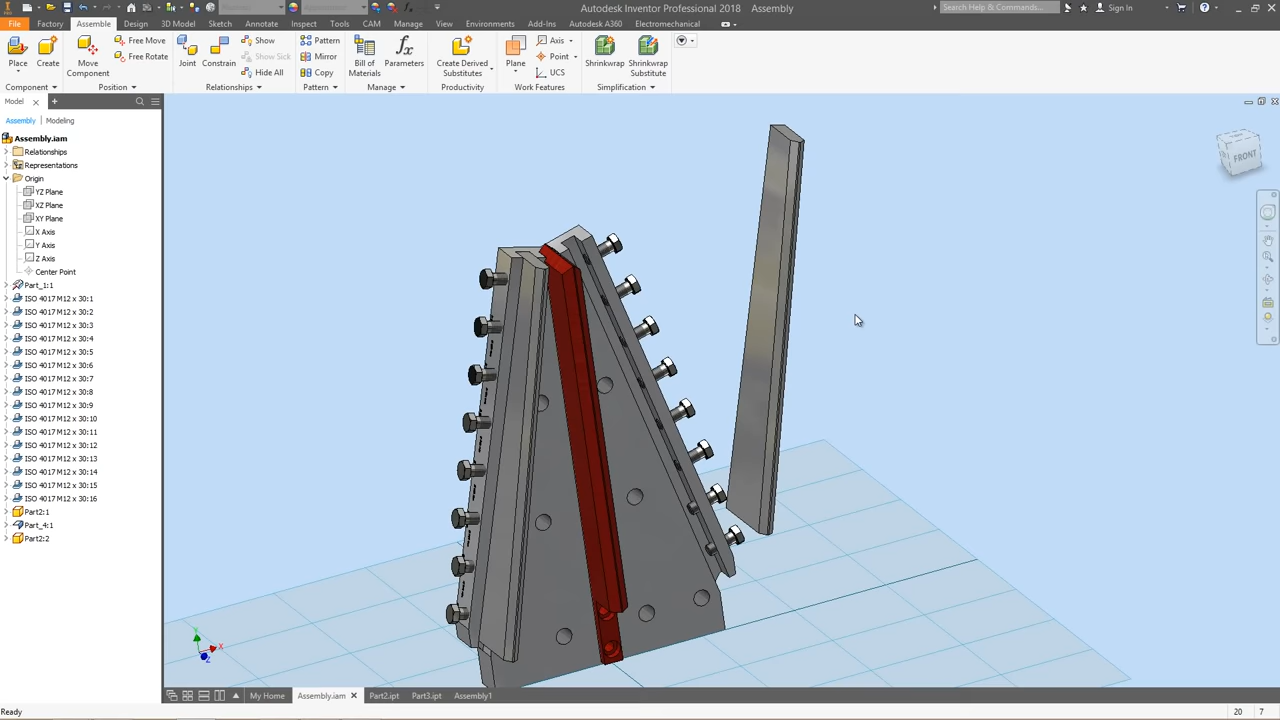 Autodesk Inventor Professional 2018 Assembly
Search Help & Commands...
Sign In
File Factory Assemble Design 3D Model Sketch Annotate Inspect Tools CAM Manage View Environments Add-Ins Autodesk A360 Electromechanical
Place
Create
Component
Move Component
Free Move
Free Rotate
Position
Joint
Constrain
Show
Show Sick
Hide All
Relationships
Pattern
Mirror
Copy
Pattern
Bill of Materials
Parameters
Manage
Create Derived Substitutes
Productivity
Plane
Axis
Point
UCS
Work Features
Shrinkwrap
Shrinkwrap Substitute
Simplification
Model
Assembly Modeling
Assembly.iam
Relationships
Representations
Origin
YZ Plane
XZ Plane
XY Plane
X Axis
Y Axis
Z Axis
Center Point
Part_1:1
ISO 4017 M12 x 30:1
ISO 4017 M12 x 30:2
ISO 4017 M12 x 30:3
ISO 4017 M12 x 30:4
ISO 4017 M12 x 30:5
ISO 4017 M12 x 30:6
ISO 4017 M12 x 30:7
ISO 4017 M12 x 30:8
ISO 4017 M12 x 30:9
ISO 4017 M12 x 30:10
ISO 4017 M12 x 30:11
ISO 4017 M12 x 30:12
ISO 4017 M12 x 30:13
ISO 4017 M12 x 30:14
ISO 4017 M12 x 30:15
ISO 4017 M12 x 30:16
Part2:1
Part_4:1
Part2:2
FRONT
X
Z
My Home Assembly.iam Part2.ipt Part3.ipt Assembly1
Ready
20 7